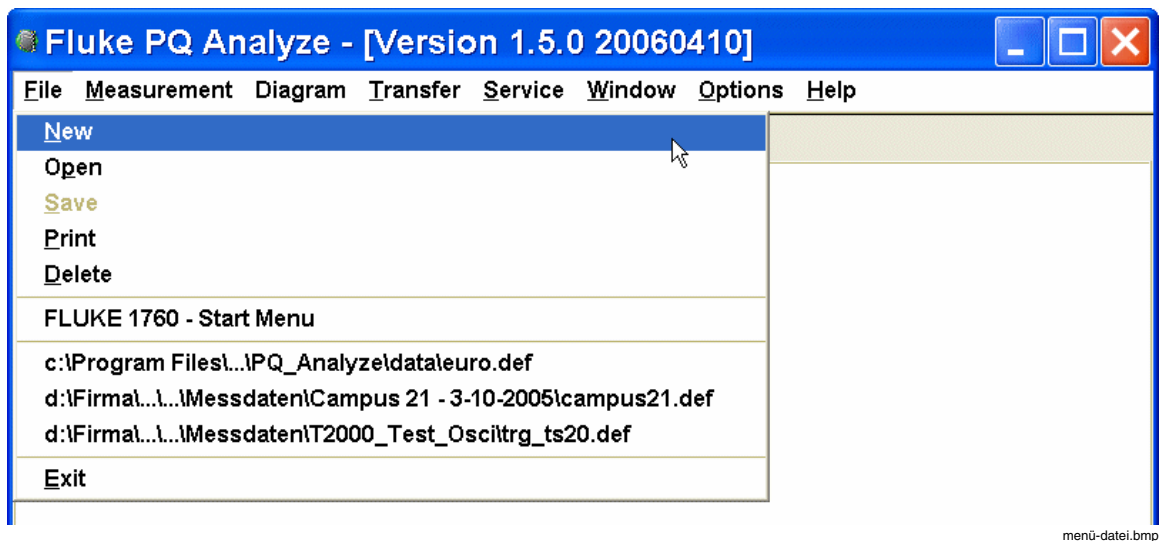 Fluke PQ Analyze - [Version 1.5.0 20060410]
File Measurement Diagram Transfer Service Window Options Help
New
Open
Save
Print
Delete
FLUKE 1760 - Start Menu
c:\Program Files\...\PQ_Analyze\data\euro.def
d:\Firma\...\...\Messdaten\Campus 21 - 3-10-2005\campus21.def
d:\Firma\...\...\Messdaten\T2000_Test_Osci\trg_ts20.def
Exit
menü-datei.bmp